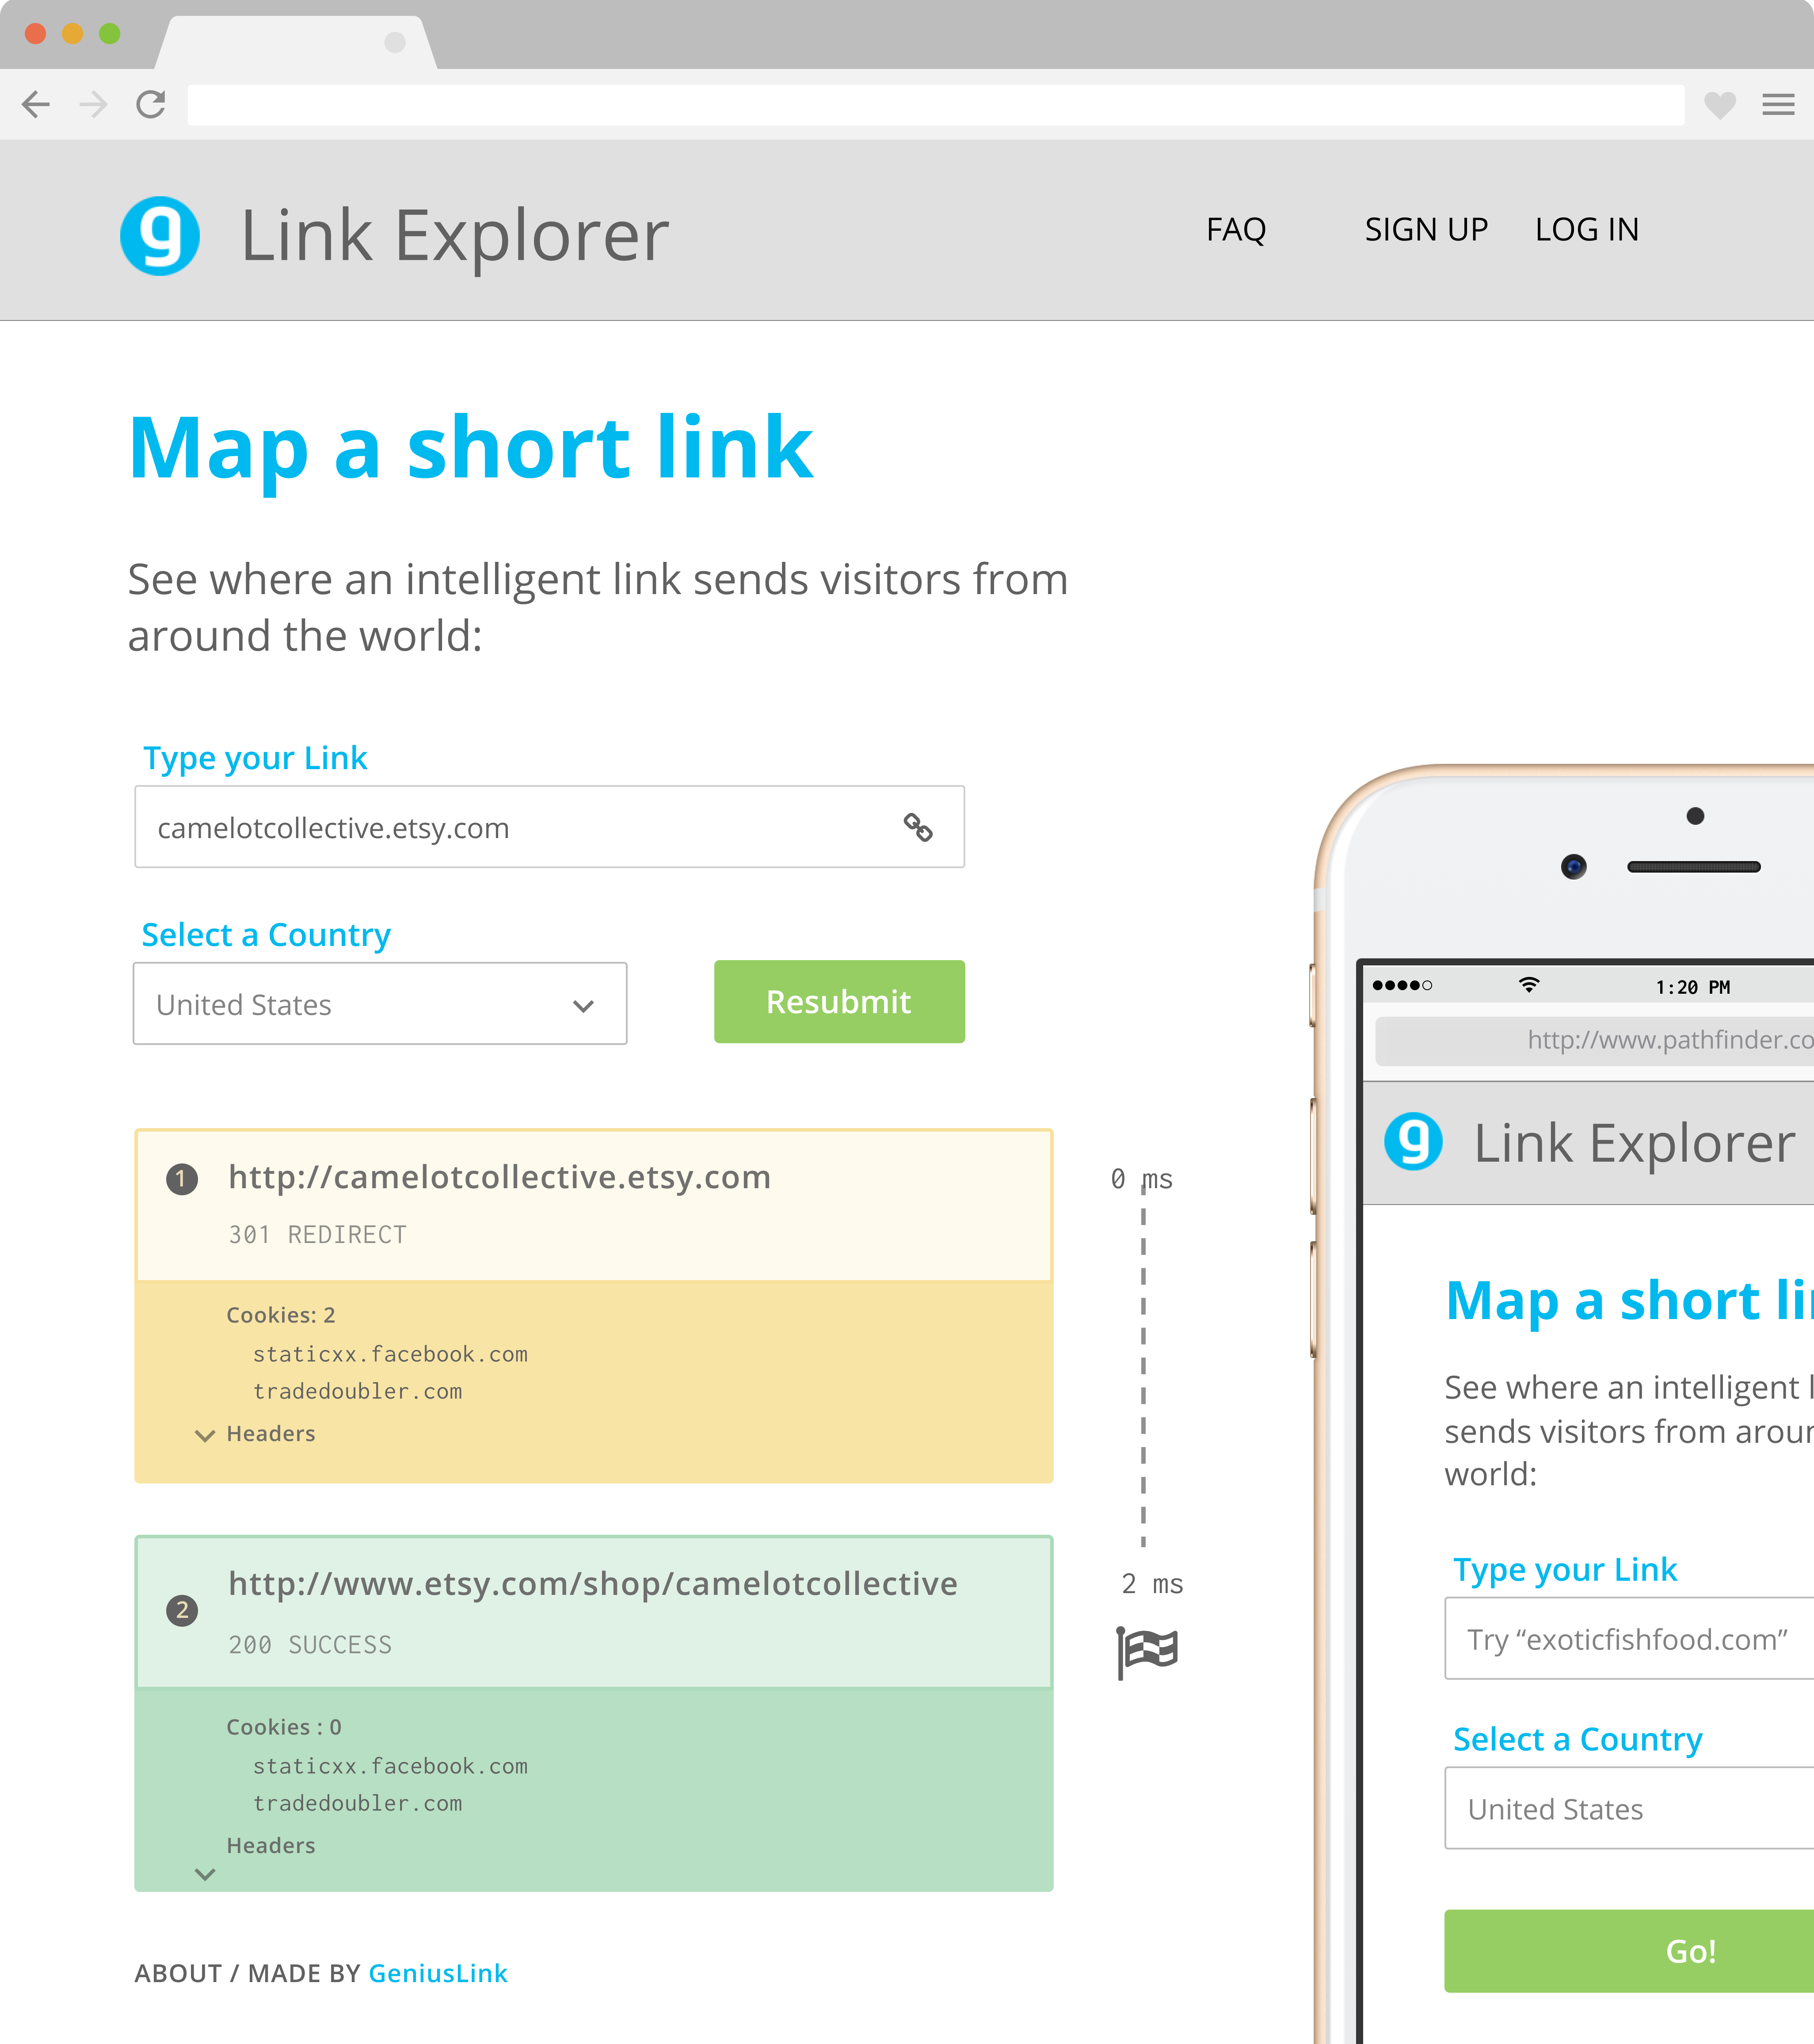 g Link Explorer
FAQ SIGN UP LOG IN
Map a short link
See where an intelligent link sends visitors from
around the world:
Type your Link
camelotcollective.etsy.com
Select a Country
United States
Resubmit
1 http://camelotcollective.etsy.com
301 REDIRECT
Cookies: 2
staticxx.facebook.com
tradedoubler.com
Headers
0 ms
2 http://www.etsy.com/shop/camelotcollective
200 SUCCESS
Cookies : 0
staticxx.facebook.com
tradedoubler.com
Headers
2 ms
ABOUT / MADE BY GeniusLink
1:20 PM
http://www.pathfinder.co
g Link Explorer
Map a short
See where an intelligent
sends visitors from
world:
Type your Link
Try “exoticfishfood.com”
Select a Country
United States
Go!